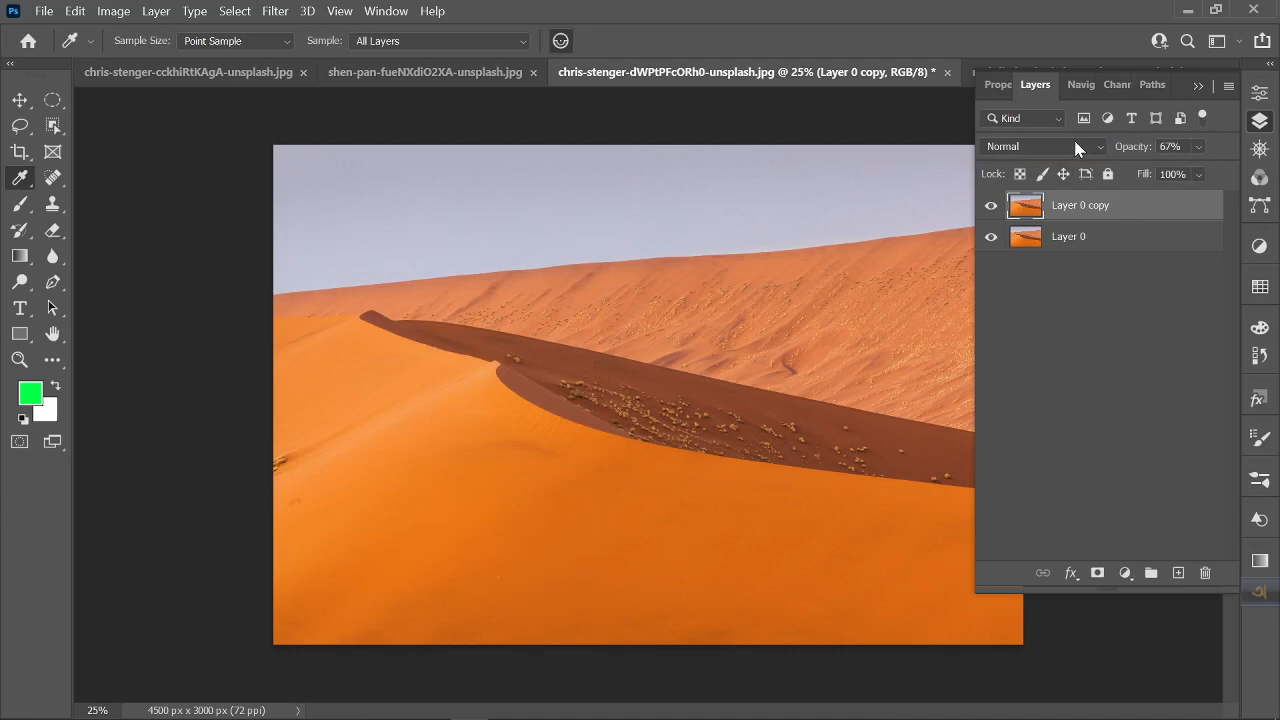 Ps File Edit Image Layer Type Select Filter 3D View Window Help
Sample Size: Point Sample Sample: All Layers
chris-stenger-cckhiRtKAgA-unsplash.jpg × shen-pan-fueNXdiO2XA-unsplash.jpg × chris-stenger-dWPtPFcORh0-unsplash.jpg @ 25% (Layer 0 copy, RGB/8) * ×
Prope Layers Navig Chanr Paths
Kind
Normal Opacity: 67%
Lock: Fill: 100%
Layer 0 copy
Layer 0
fx
25% 4500 px x 3000 px (72 ppi)